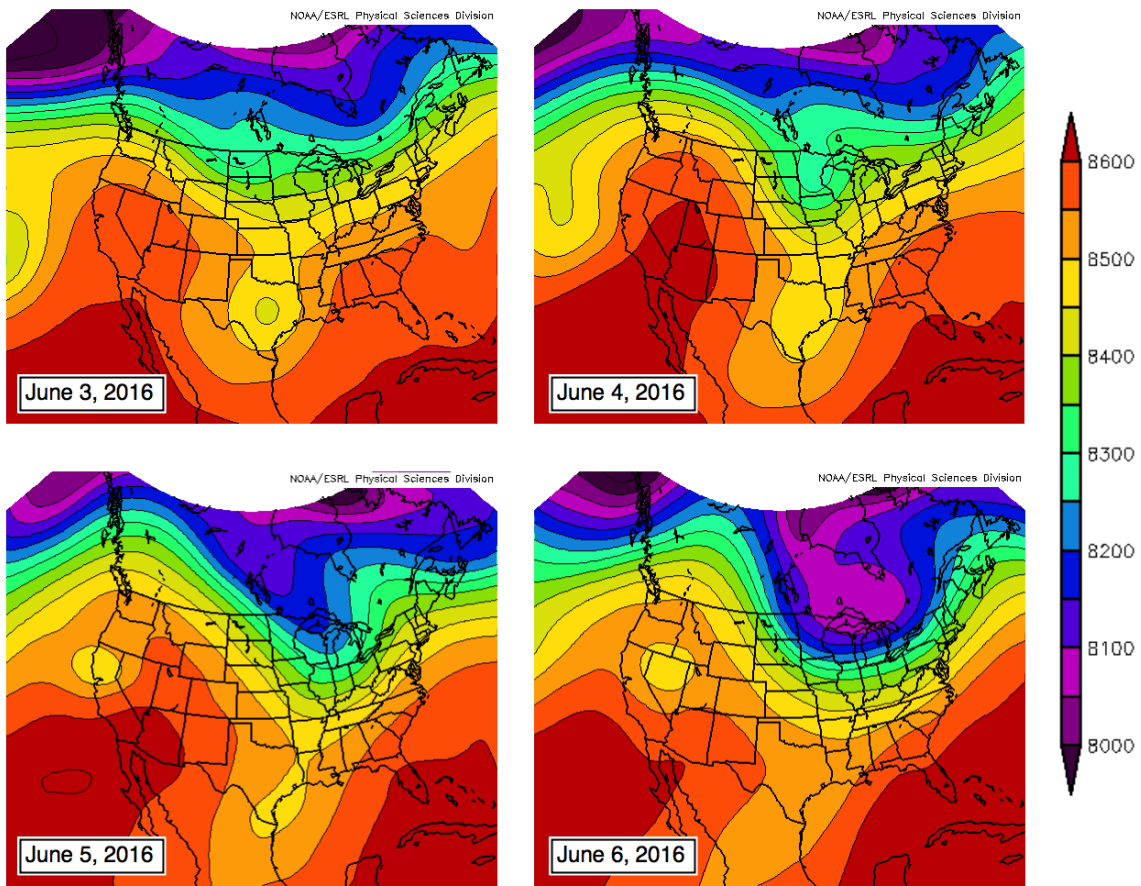 NOAA/ESRL Physical Sciences Division
NOAA/ESRL Physical Sciences Division
June 3, 2016
June 4, 2016
8600
8500
8400
8300
8200
8100
8000
NOAA/ESRL Physical Sciences Division
NOAA/ESRL Physical Sciences Division
June 5, 2016
June 6, 2016